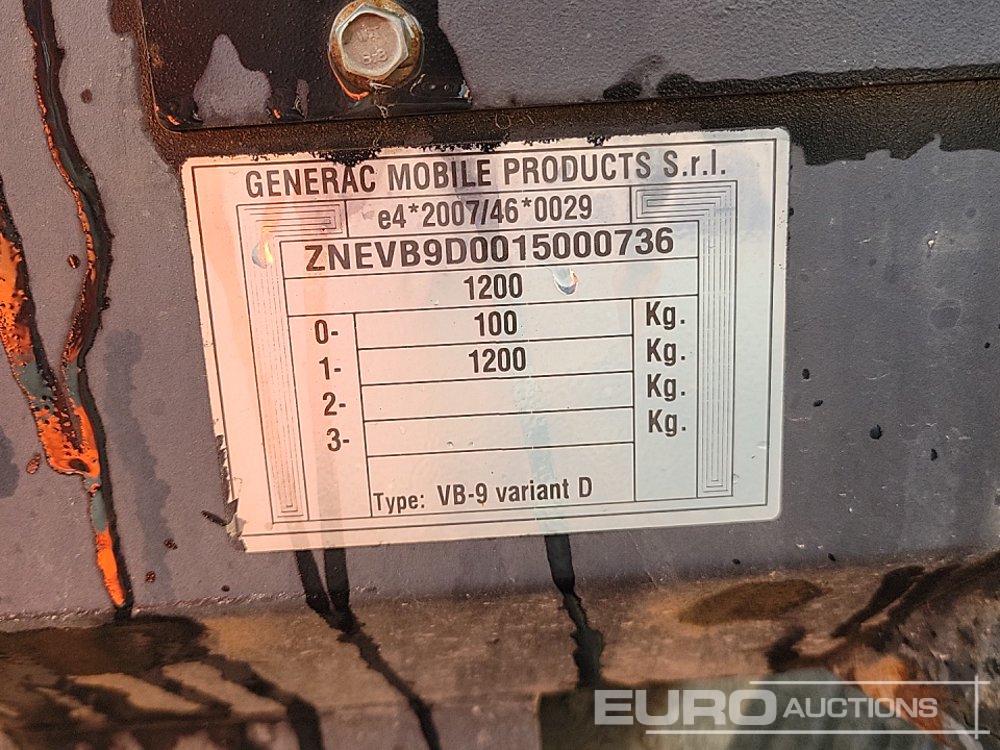 GENERAC MOBILE PRODUCTS S.r.l.
e4*2007/46*0029
ZNEVB9D0015000736
1200
0- 100 Kg.
1- 1200 Kg.
2- Kg.
3- Kg.
Type: VB-9 variant D
EURO AUCTIONS